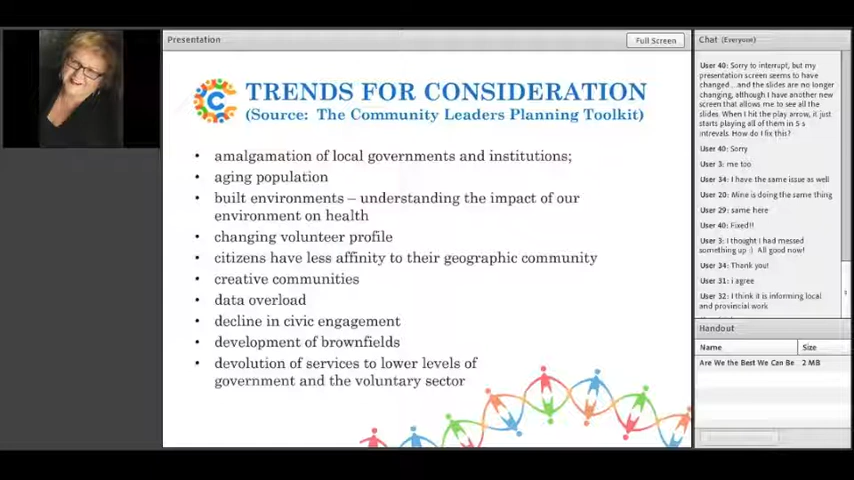 Presentation
Full Screen
C
TRENDS FOR CONSIDERATION
(Source: The Community Leaders Planning Toolkit)
• amalgamation of local governments and institutions;
• aging population
• built environments – understanding the impact of our
environment on health
• changing volunteer profile
• citizens have less affinity to their geographic community
• creative communities
• data overload
• decline in civic engagement
• development of brownfields
• devolution of services to lower levels of
government and the voluntary sector
Chat (Everyone)
User 40: Sorry to interrupt, but my
presentation screen seems to have
changed...and the slides are no longer
changing, although I have another new
screen that allows me to see all the
slides. When I hit the play arrow, it just
starts playing all of them in 5 s
intrevals. How do I fix this?
User 40: Sorry
User 3: me too
User 34: I have the same issue as well
User 20: Mine is doing the same thing
User 29: same here
User 40: Fixed!!
User 3: I thought I had messed
something up :) All good now!
User 34: Thank you!
User 31: i agree
User 32: I think it is informing local
and provincial work
Handout
Name Size
Are We the Best We Can Be 2 MB